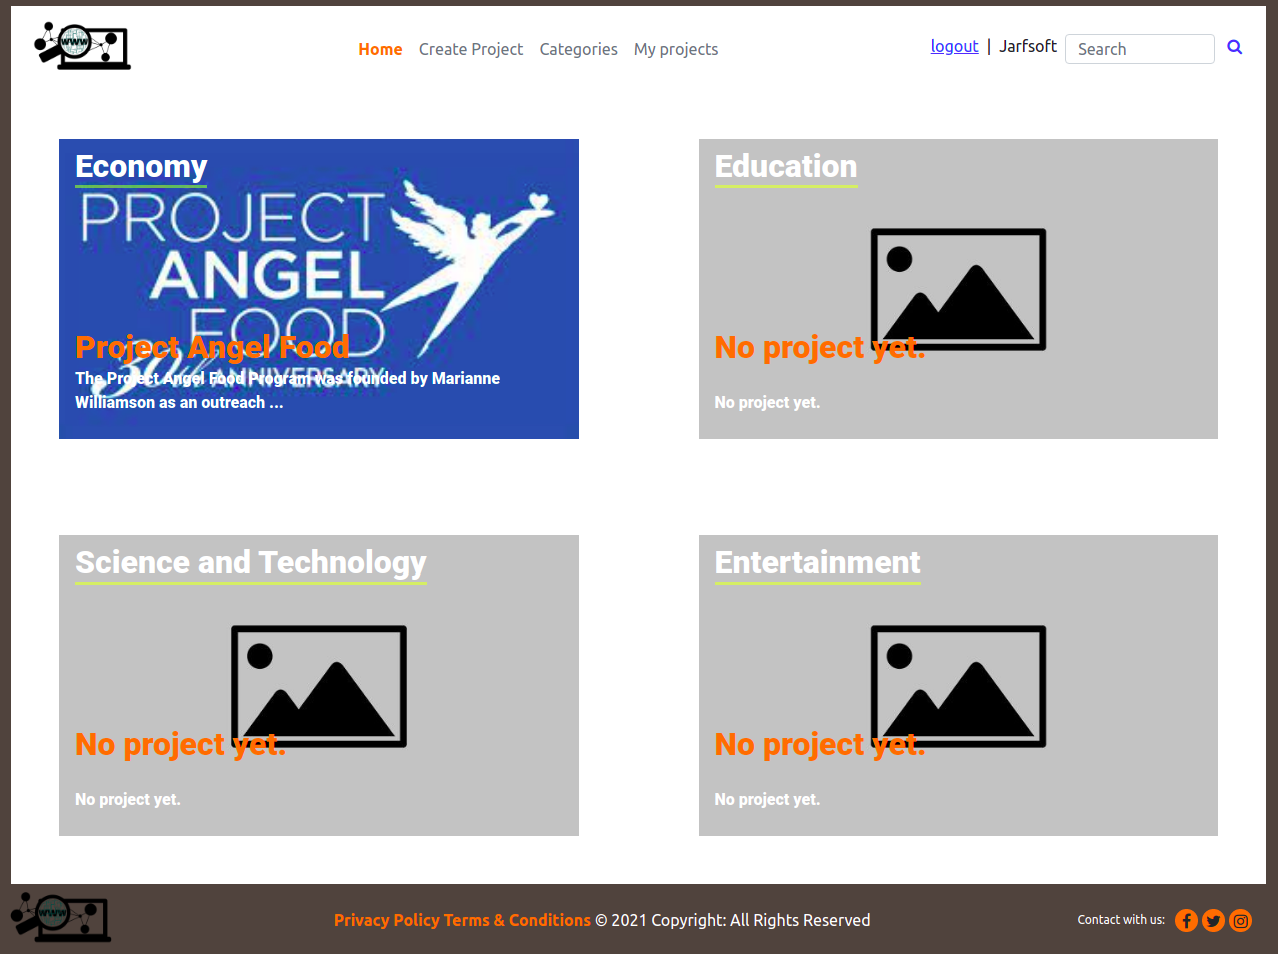 WWW
Home Create Project Categories My projects
logout | Jarfsoft Search
Economy
PROJECT
ANGEL
FOOD
30th ANNIVERSARY
Project Angel Food
The Project Angel Food Program was founded by Marianne
Williamson as an outreach ...
Education
No project yet.
No project yet.
Science and Technology
No project yet.
No project yet.
Entertainment
No project yet.
No project yet.
WWW
Privacy Policy Terms & Conditions © 2021 Copyright: All Rights Reserved
Contact with us: